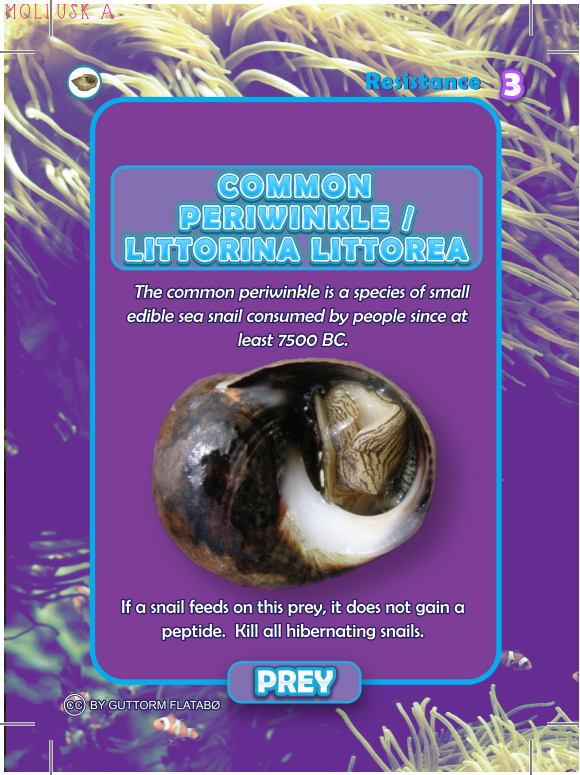 MOLLUSK A
Resistance 3
COMMON
PERIWINKLE /
LITTORINA LITTOREA
The common periwinkle is a species of small
edible sea snail consumed by people since at
least 7500 BC.
If a snail feeds on this prey, it does not gain a
peptide. Kill all hibernating snails.
PREY
cc BY GUTTORM FLATABØ